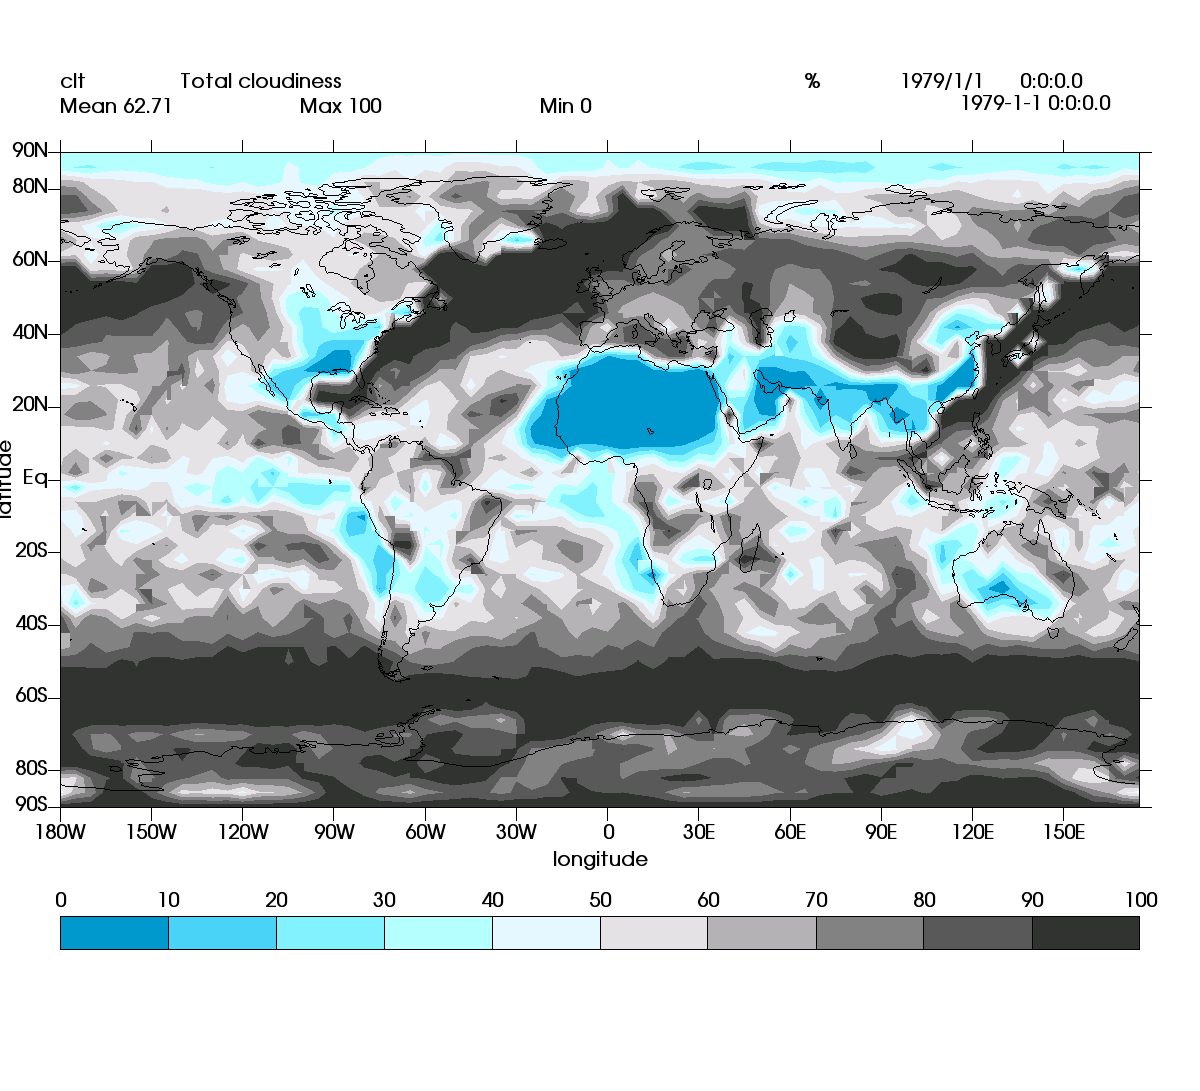 clt Total cloudiness % 1979/1/1 0:0:0.0
Mean 62.71 Max 100 Min 0 1979-1-1 0:0:0.0
90N
80N
60N
40N
20N
Eq
20S
40S
60S
80S
90S
latitude
180W 150W 120W 90W 60W 30W 0 30E 60E 90E 120E 150E
longitude
0 10 20 30 40 50 60 70 80 90 100